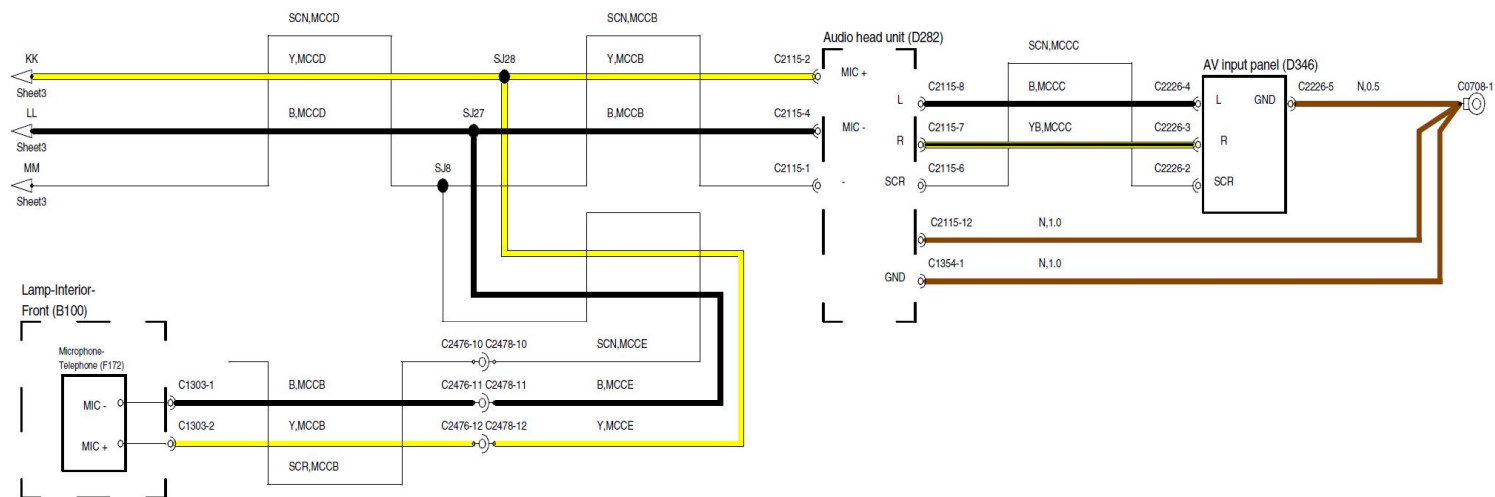 SCN,MCCD
SCN,MCCB
Audio head unit (D282)
SCN,MCCC
KK
Y,MCCD
SJ28
Y,MCCB
C2115-2
MIC +
AV input panel (D346)
Sheet3
L
C2115-8
B,MCCC
C2226-4
L
GND
C2226-5
N,0.5
C0708-1
LL
B,MCCD
SJ27
B,MCCB
C2115-4
MIC -
R
C2115-7
YB,MCCC
C2226-3
R
Sheet3
MM
SJ8
C2115-1
-
SCR
C2115-6
C2226-2
SCR
Sheet3
C2115-12
N,1.0
GND
C1354-1
N,1.0
Lamp-Interior-
Front (B100)
Microphone-
Telephone (F172)
C2476-10 C2478-10
SCN,MCCE
MIC -
C1303-1
B,MCCB
C2476-11 C2478-11
B,MCCE
MIC +
C1303-2
Y,MCCB
C2476-12 C2478-12
Y,MCCE
SCR,MCCB